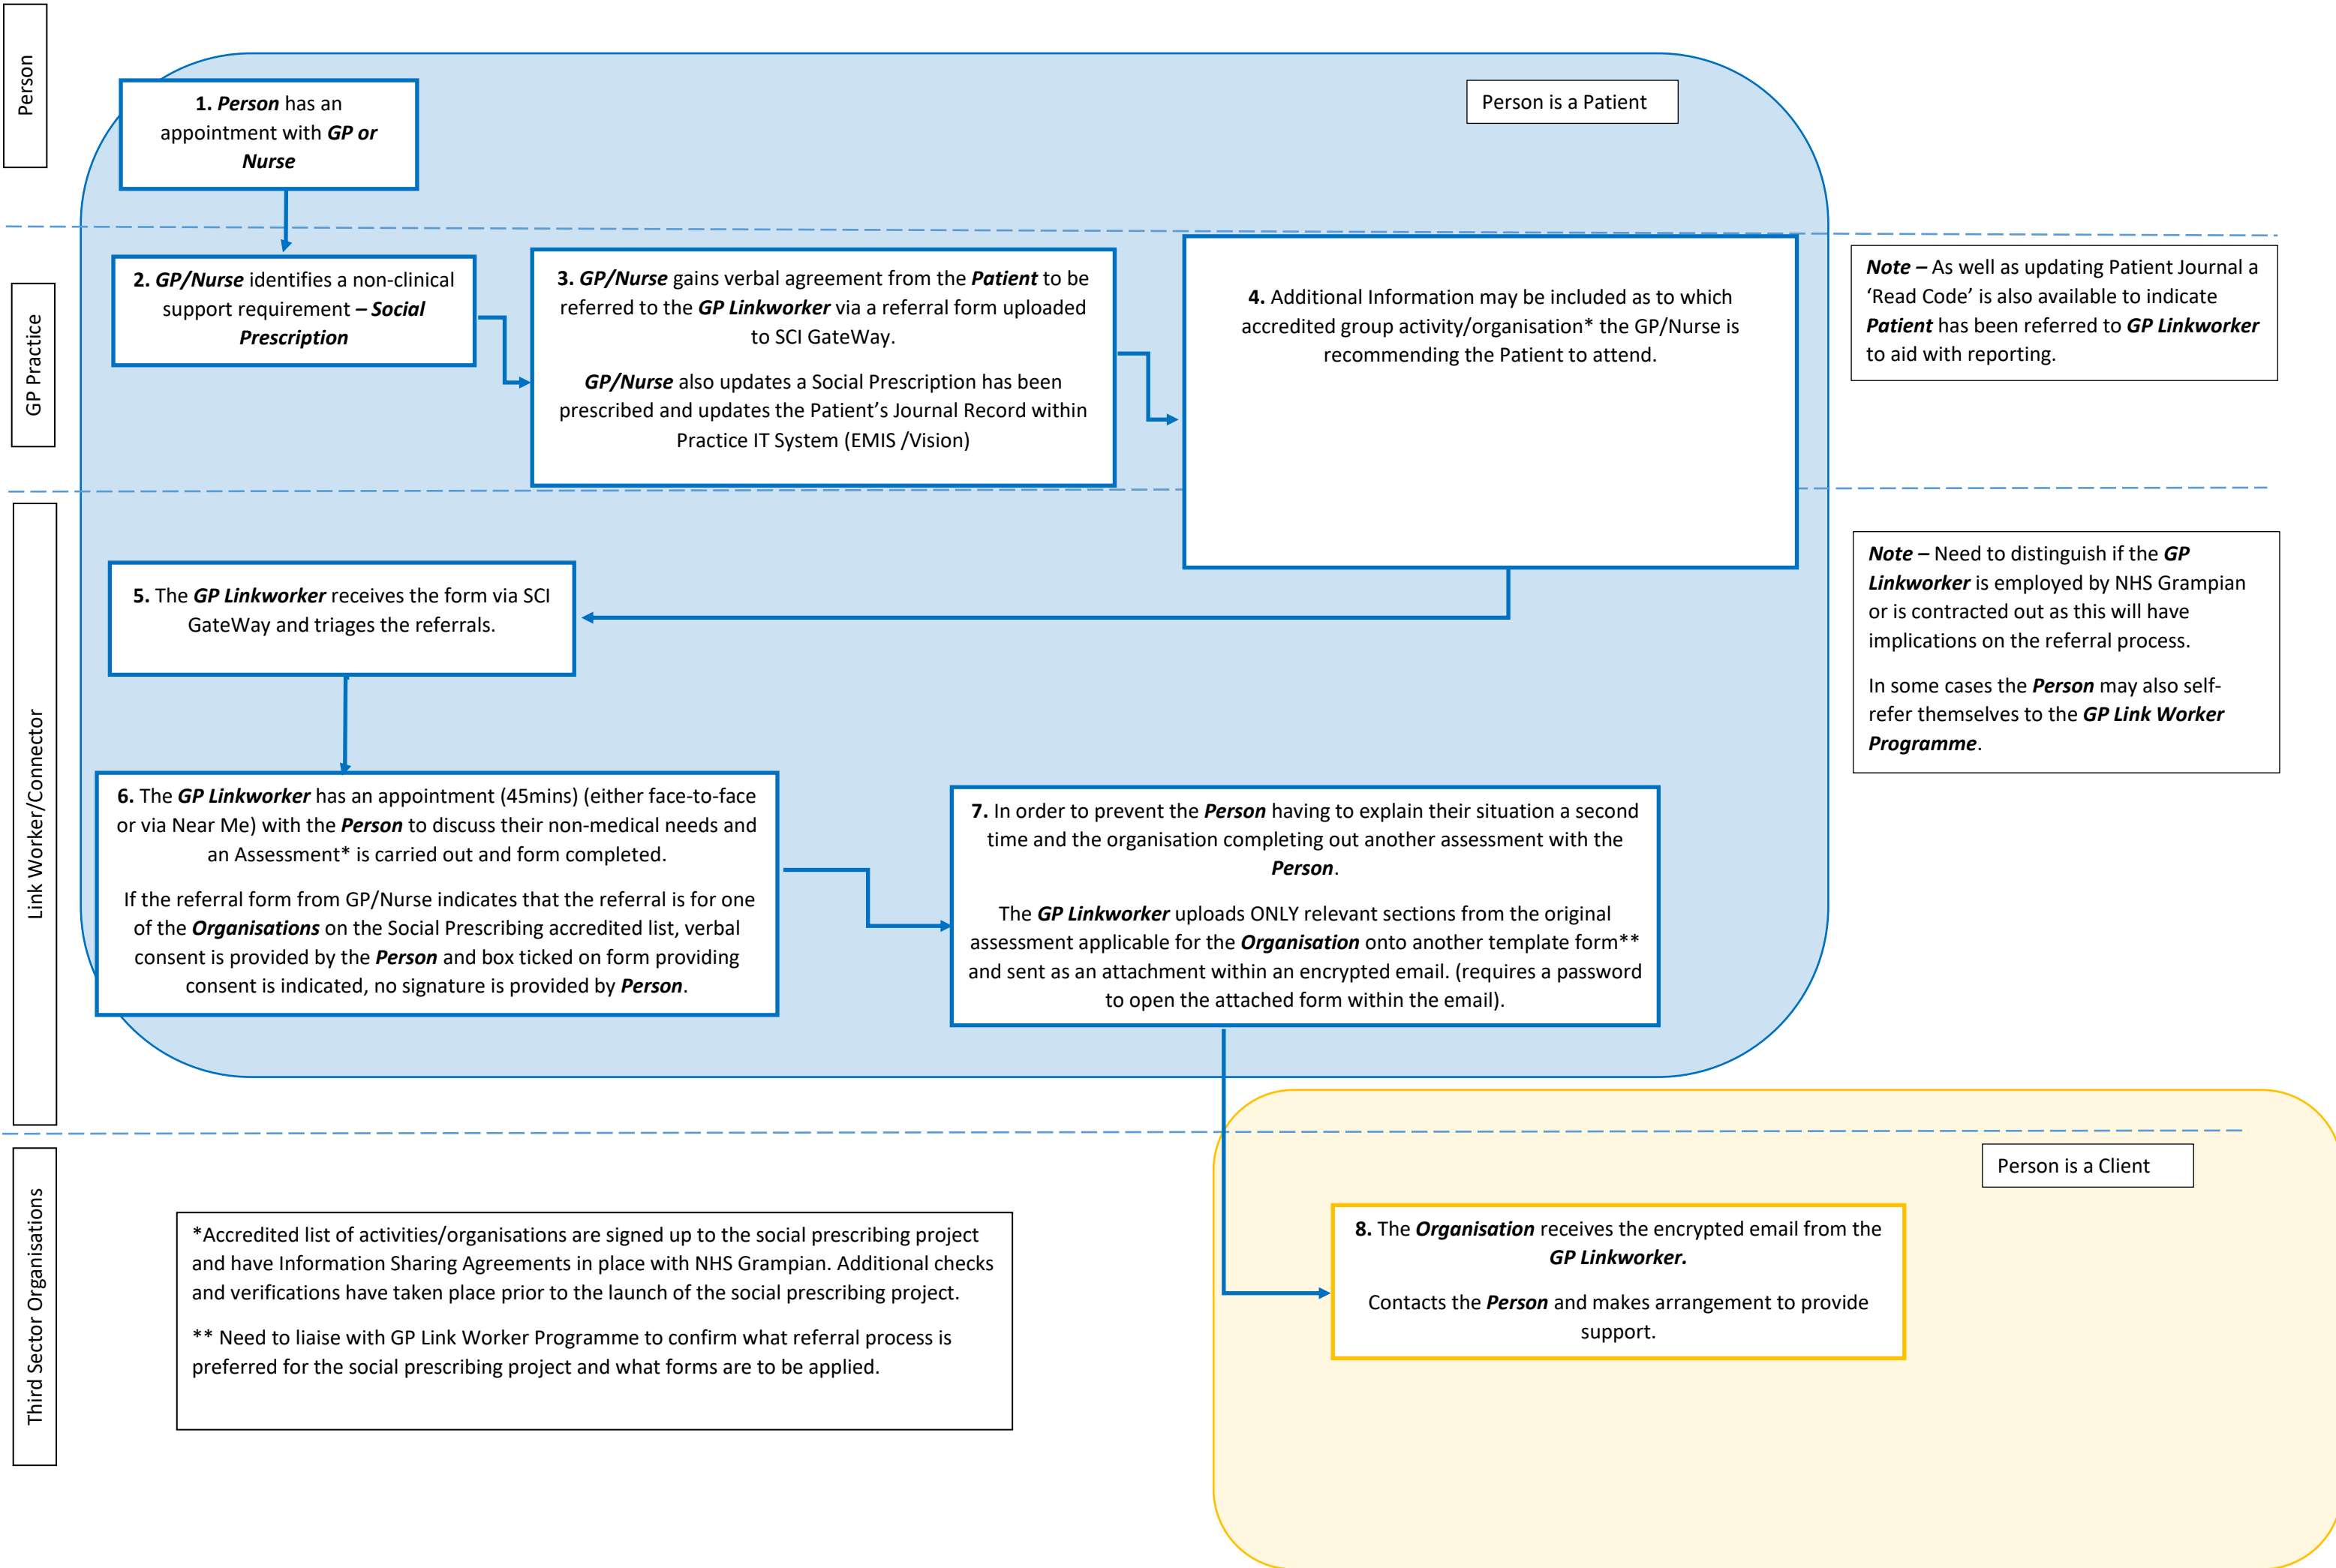 Person
1. Person has an
appointment with GP or
Nurse
Person is a Patient
GP Practice
2. GP/Nurse identifies a non-clinical
support requirement – Social
Prescription
3. GP/Nurse gains verbal agreement from the Patient to be
referred to the GP Linkworker via a referral form uploaded
to SCI GateWay.
GP/Nurse also updates a Social Prescription has been
prescribed and updates the Patient’s Journal Record within
Practice IT System (EMIS /Vision)
4. Additional Information may be included as to which
accredited group activity/organisation* the GP/Nurse is
recommending the Patient to attend.
Note – As well as updating Patient Journal a
‘Read Code’ is also available to indicate
Patient has been referred to GP Linkworker
to aid with reporting.
Link Worker/Connector
5. The GP Linkworker receives the form via SCI
GateWay and triages the referrals.
Note – Need to distinguish if the GP
Linkworker is employed by NHS Grampian
or is contracted out as this will have
implications on the referral process.
In some cases the Person may also self-
refer themselves to the GP Link Worker
Programme.
6. The GP Linkworker has an appointment (45mins) (either face-to-face
or via Near Me) with the Person to discuss their non-medical needs and
an Assessment* is carried out and form completed.
If the referral form from GP/Nurse indicates that the referral is for one
of the Organisations on the Social Prescribing accredited list, verbal
consent is provided by the Person and box ticked on form providing
consent is indicated, no signature is provided by Person.
7. In order to prevent the Person having to explain their situation a second
time and the organisation completing out another assessment with the
Person.
The GP Linkworker uploads ONLY relevant sections from the original
assessment applicable for the Organisation onto another template form**
and sent as an attachment within an encrypted email. (requires a password
to open the attached form within the email).
Third Sector Organisations
Person is a Client
*Accredited list of activities/organisations are signed up to the social prescribing project
and have Information Sharing Agreements in place with NHS Grampian. Additional checks
and verifications have taken place prior to the launch of the social prescribing project.
** Need to liaise with GP Link Worker Programme to confirm what referral process is
preferred for the social prescribing project and what forms are to be applied.
8. The Organisation receives the encrypted email from the
GP Linkworker.
Contacts the Person and makes arrangement to provide
support.